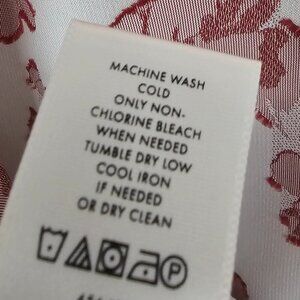 MACHINE WASH
COLD
ONLY NON-
CHLORINE BLEACH
WHEN NEEDED
TUMBLE DRY LOW
COOL IRON
IF NEEDED
OR DRY CLEAN
P